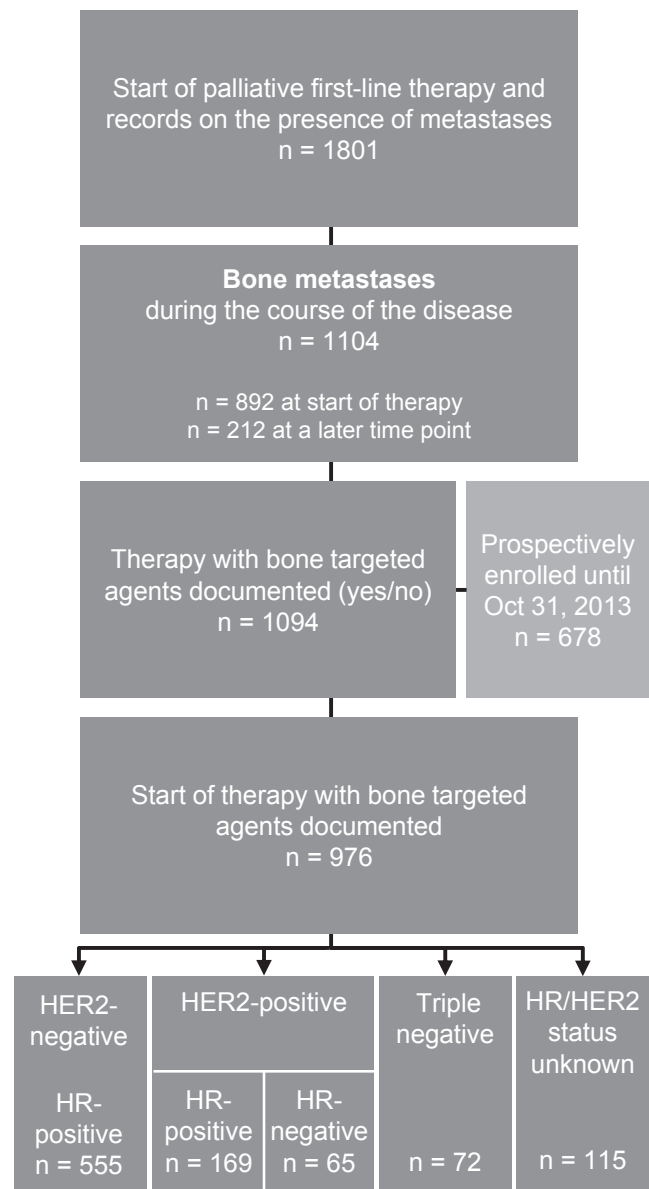 Start of palliative first-line therapy and
records on the presence of metastases
n = 1801
Bone metastases
during the course of the disease
n = 1104
n = 892 at start of therapy
n = 212 at a later time point
Therapy with bone targeted
agents documented (yes/no)
n = 1094
Prospectively
enrolled until
Oct 31, 2013
n = 678
Start of therapy with bone targeted
agents documented
n = 976
HER2-
negative
HR-
positive
n = 555
HER2-positive
HR-
positive
n = 169
HR-
negative
n = 65
Triple
negative
n = 72
HR/HER2
status
unknown
n = 115